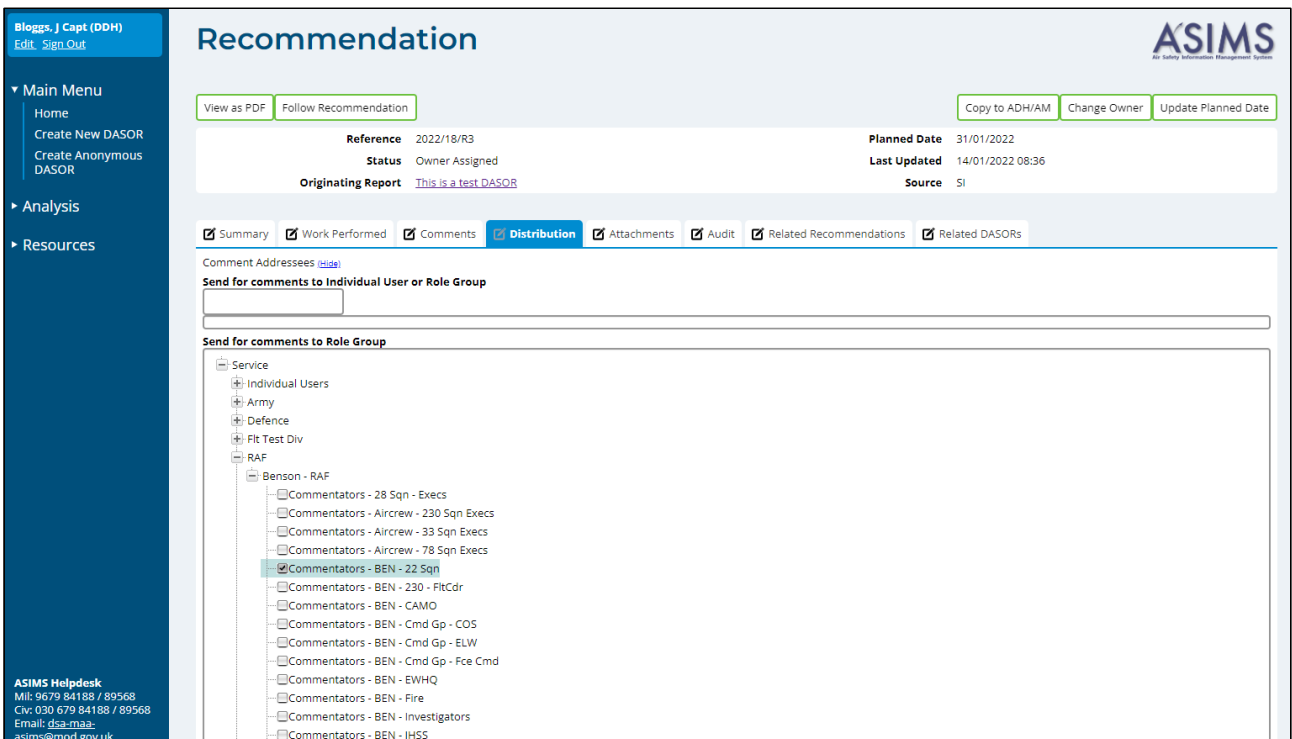 Bloggs, J Capt (DDH)
Edit Sign Out
Main Menu
Home
Create New DASOR
Create Anonymous
DASOR
Analysis
Resources
ASIMS Helpdesk
Mil: 9679 84188 / 89568
Civ: 030 679 84188 / 89568
Email: dsa-maa-
asims@mod.gov.uk
Recommendation
ASIMS
Air Safety Information Management System
View as PDF Follow Recommendation Copy to ADH/AM Change Owner Update Planned Date
Reference 2022/18/R3 Planned Date 31/01/2022
Status Owner Assigned Last Updated 14/01/2022 08:36
Originating Report This is a test DASOR Source SI
Summary Work Performed Comments Distribution Attachments Audit Related Recommendations Related DASORs
Comment Addressees (Hide)
Send for comments to Individual User or Role Group
Send for comments to Role Group
Service
Individual Users
Army
Defence
Flt Test Div
RAF
Benson - RAF
Commentators - 28 Sqn - Execs
Commentators - Aircrew - 230 Sqn Execs
Commentators - Aircrew - 33 Sqn Execs
Commentators - Aircrew - 78 Sqn Execs
Commentators - BEN - 22 Sqn
Commentators - BEN - 230 - FltCdr
Commentators - BEN - CAMO
Commentators - BEN - Cmd Gp - COS
Commentators - BEN - Cmd Gp - ELW
Commentators - BEN - Cmd Gp - Fce Cmd
Commentators - BEN - EWHQ
Commentators - BEN - Fire
Commentators - BEN - Investigators
Commentators - BEN - IHSS